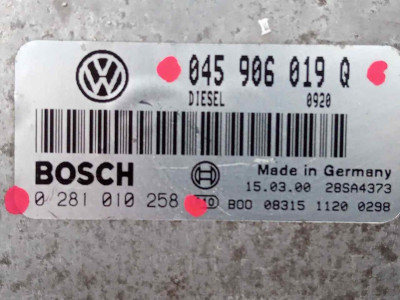 045 906 019 Q
DIESEL 0920
BOSCH
Made in Germany
15.03.00 28SA4373
0 281 010 258
B00 08315 1120 0298